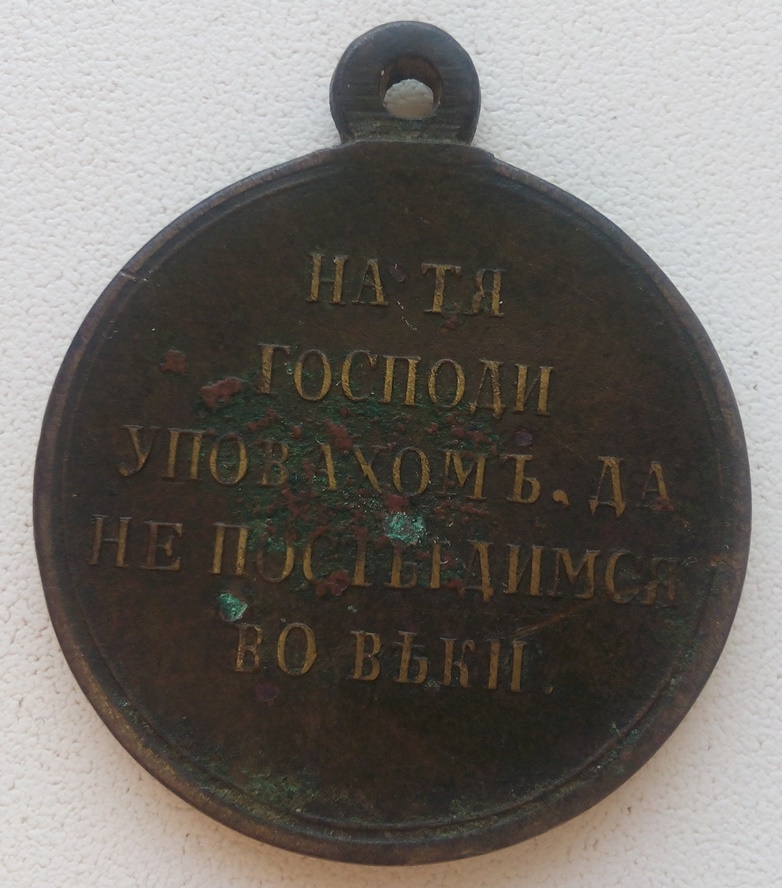 НА ТЯ
ГОСПОДИ
УПОВАХОМЪ. ДА
НЕ ПОСТЫДИМСЯ
ВО ВѢКИ.